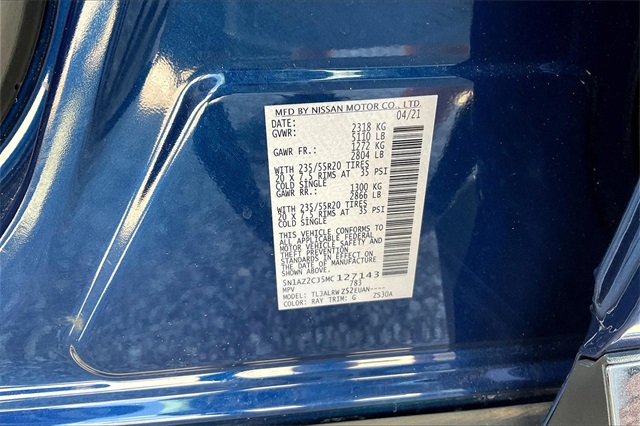 MFD BY NISSAN MOTOR CO., LTD.
DATE: 04/21
GVWR: 2318 KG
5110 LB
GAWR FR.: 1272 KG
2804 LB
WITH 235/55R20 TIRES
20 X 7.5 RIMS AT 35 PSI
COLD SINGLE
GAWR RR.: 1300 KG
2866 LB
WITH 235/55R20 TIRES
20 X 7.5 RIMS AT 35 PSI
COLD SINGLE
THIS VEHICLE CONFORMS TO
ALL APPLICABLE FEDERAL
MOTOR VEHICLE SAFETY AND
THEFT PREVENTION
STANDARDS IN EFFECT ON
THE DATE OF MANUFACTURE
SHOWN ABOVE.
5N1AZ2CJ5MC127143
MPV 783
MODEL: TLJALRWZ52EUAN----
COLOR: RAY TRIM: G Z530A